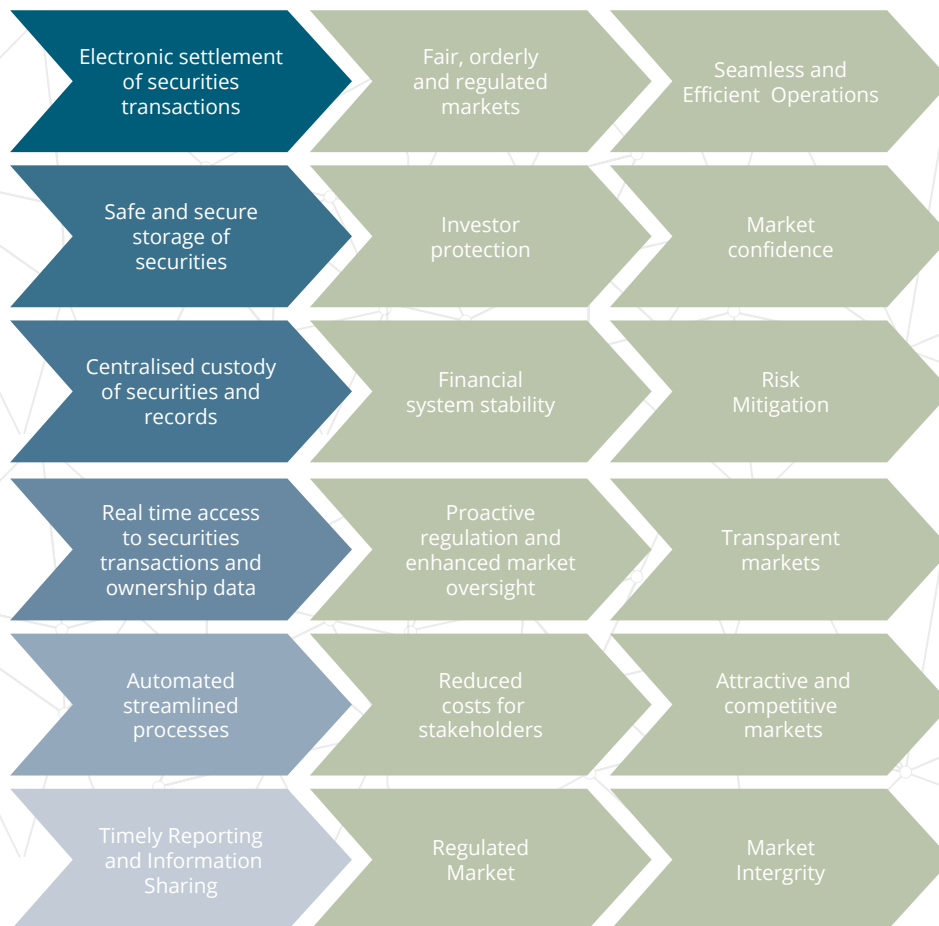 Electronic settlement
of securities
transactions
Fair, orderly
and regulated
markets
Seamless and
Efficient Operations
Safe and secure
storage of
securities
Investor
protection
Market
confidence
Centralised custody
of securities and
records
Financial
system stability
Risk
Mitigation
Real time access
to securities
transactions and
ownership data
Proactive
regulation and
enhanced market
oversight
Transparent
markets
Automated
streamlined
processes
Reduced
costs for
stakeholders
Attractive and
competitive
markets
Timely Reporting
and Information
Sharing
Regulated
Market
Market
Intergrity